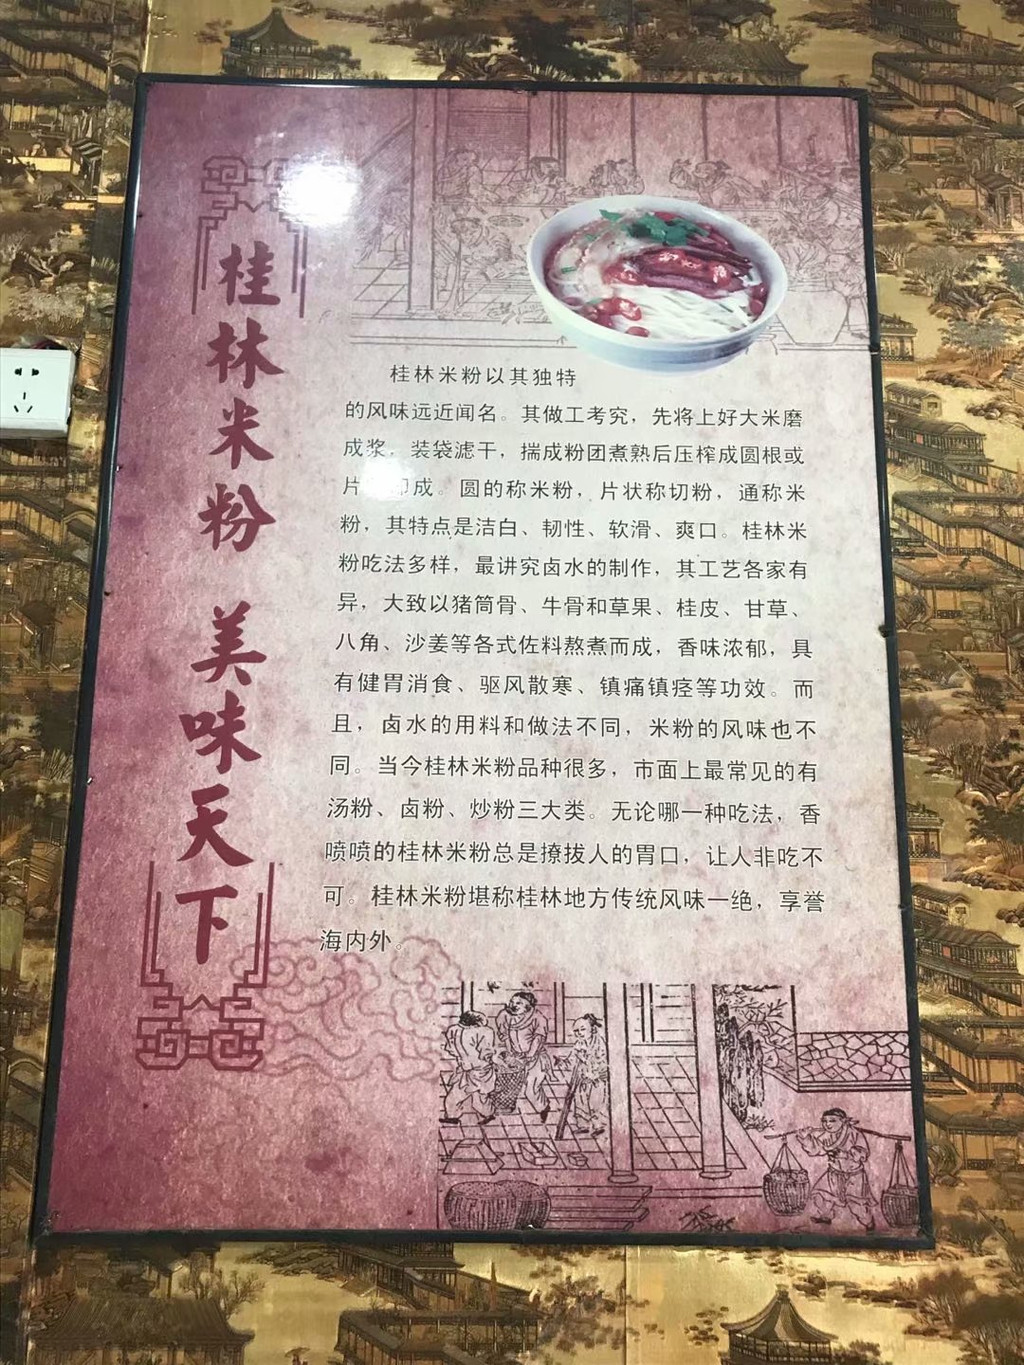 桂林米粉 美味天下
桂林米粉以其独特
的风味远近闻名。其做工考究，先将上好大米磨
成浆，装袋滤干，揣成粉团煮熟后压榨成圆根或
片 即成。圆的称米粉，片状称切粉，通称米
粉，其特点是洁白、韧性、软滑、爽口。桂林米
粉吃法多样，最讲究卤水的制作，其工艺各家有
异，大致以猪筒骨、牛骨和草果、桂皮、甘草、
八角、沙姜等各式佐料熬煮而成，香味浓郁，具
有健胃消食、驱风散寒、镇痛镇痉等功效。而
且，卤水的用料和做法不同，米粉的风味也不
同。当今桂林米粉品种很多，市面上最常见的有
汤粉、卤粉、炒粉三大类。无论哪一种吃法，香
喷喷的桂林米粉总是撩拔人的胃口，让人非吃不
可。桂林米粉堪称桂林地方传统风味一绝，享誉
海内外。